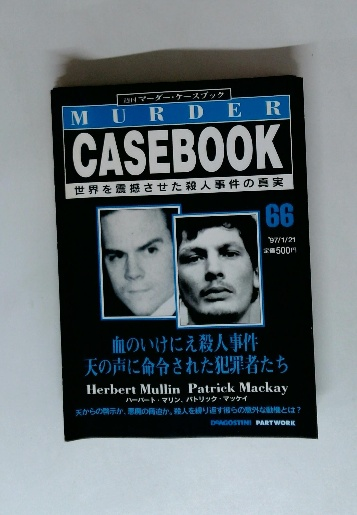 週刊マーダー・ケースブック
MURDER
CASEBOOK
世界を震撼させた殺人事件の真実
66
'97/1/21
定価500円
血のいけにえ殺人事件
天の声に命令された犯罪者たち
Herbert Mullin Patrick Mackay
ハーバート・マリン、パトリック・マッケイ
天からの啓示か、悪魔の脅迫か。殺人を繰り返す彼らの意外な動機とは？
DeAGOSTINI PARTWORK